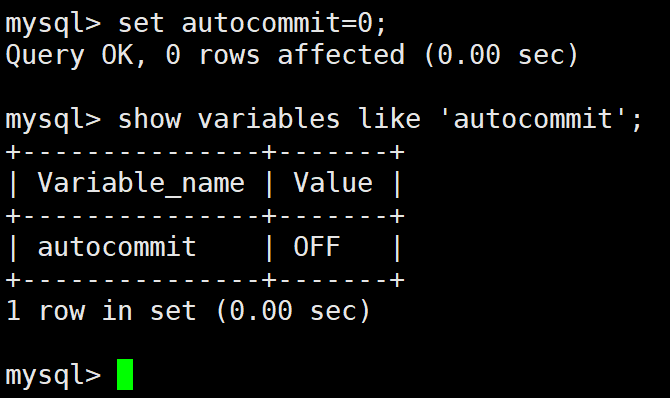 mysql> set autocommit=0;
Query OK, 0 rows affected (0.00 sec)

mysql> show variables like 'autocommit';
+---------------+-------+
| Variable_name | Value |
+---------------+-------+
| autocommit    | OFF   |
+---------------+-------+
1 row in set (0.00 sec)

mysql>